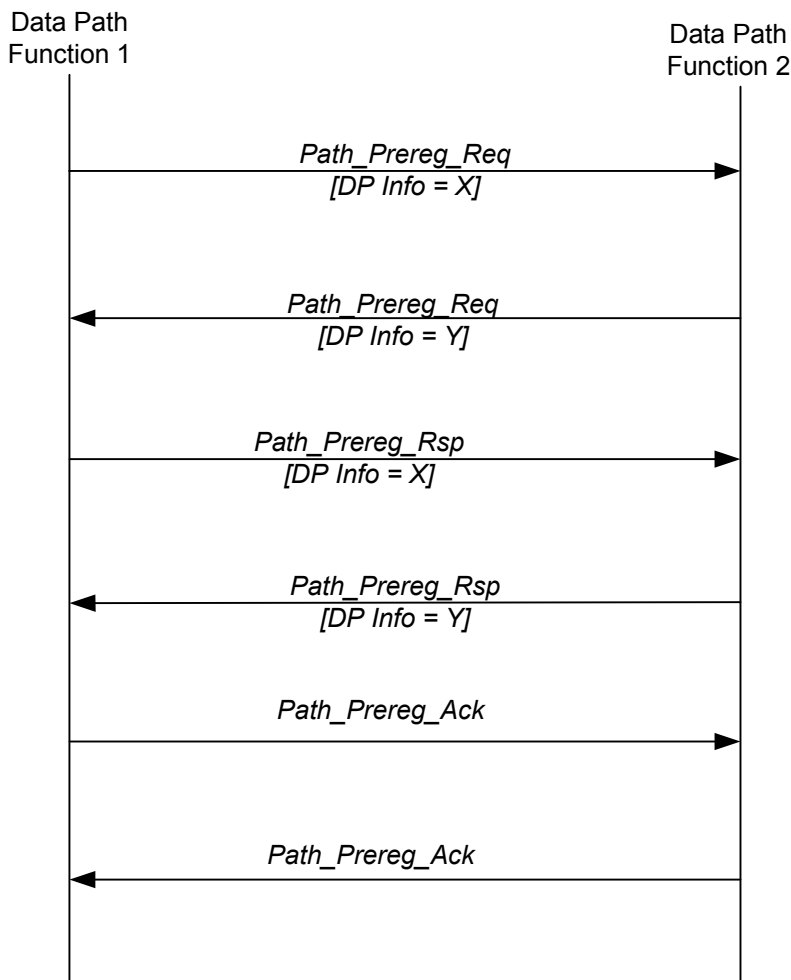 Data Path
Function 1
Data Path
Function 2
Path_Prereg_Req
[DP Info = X]
Path_Prereg_Req
[DP Info = Y]
Path_Prereg_Rsp
[DP Info = X]
Path_Prereg_Rsp
[DP Info = Y]
Path_Prereg_Ack
Path_Prereg_Ack